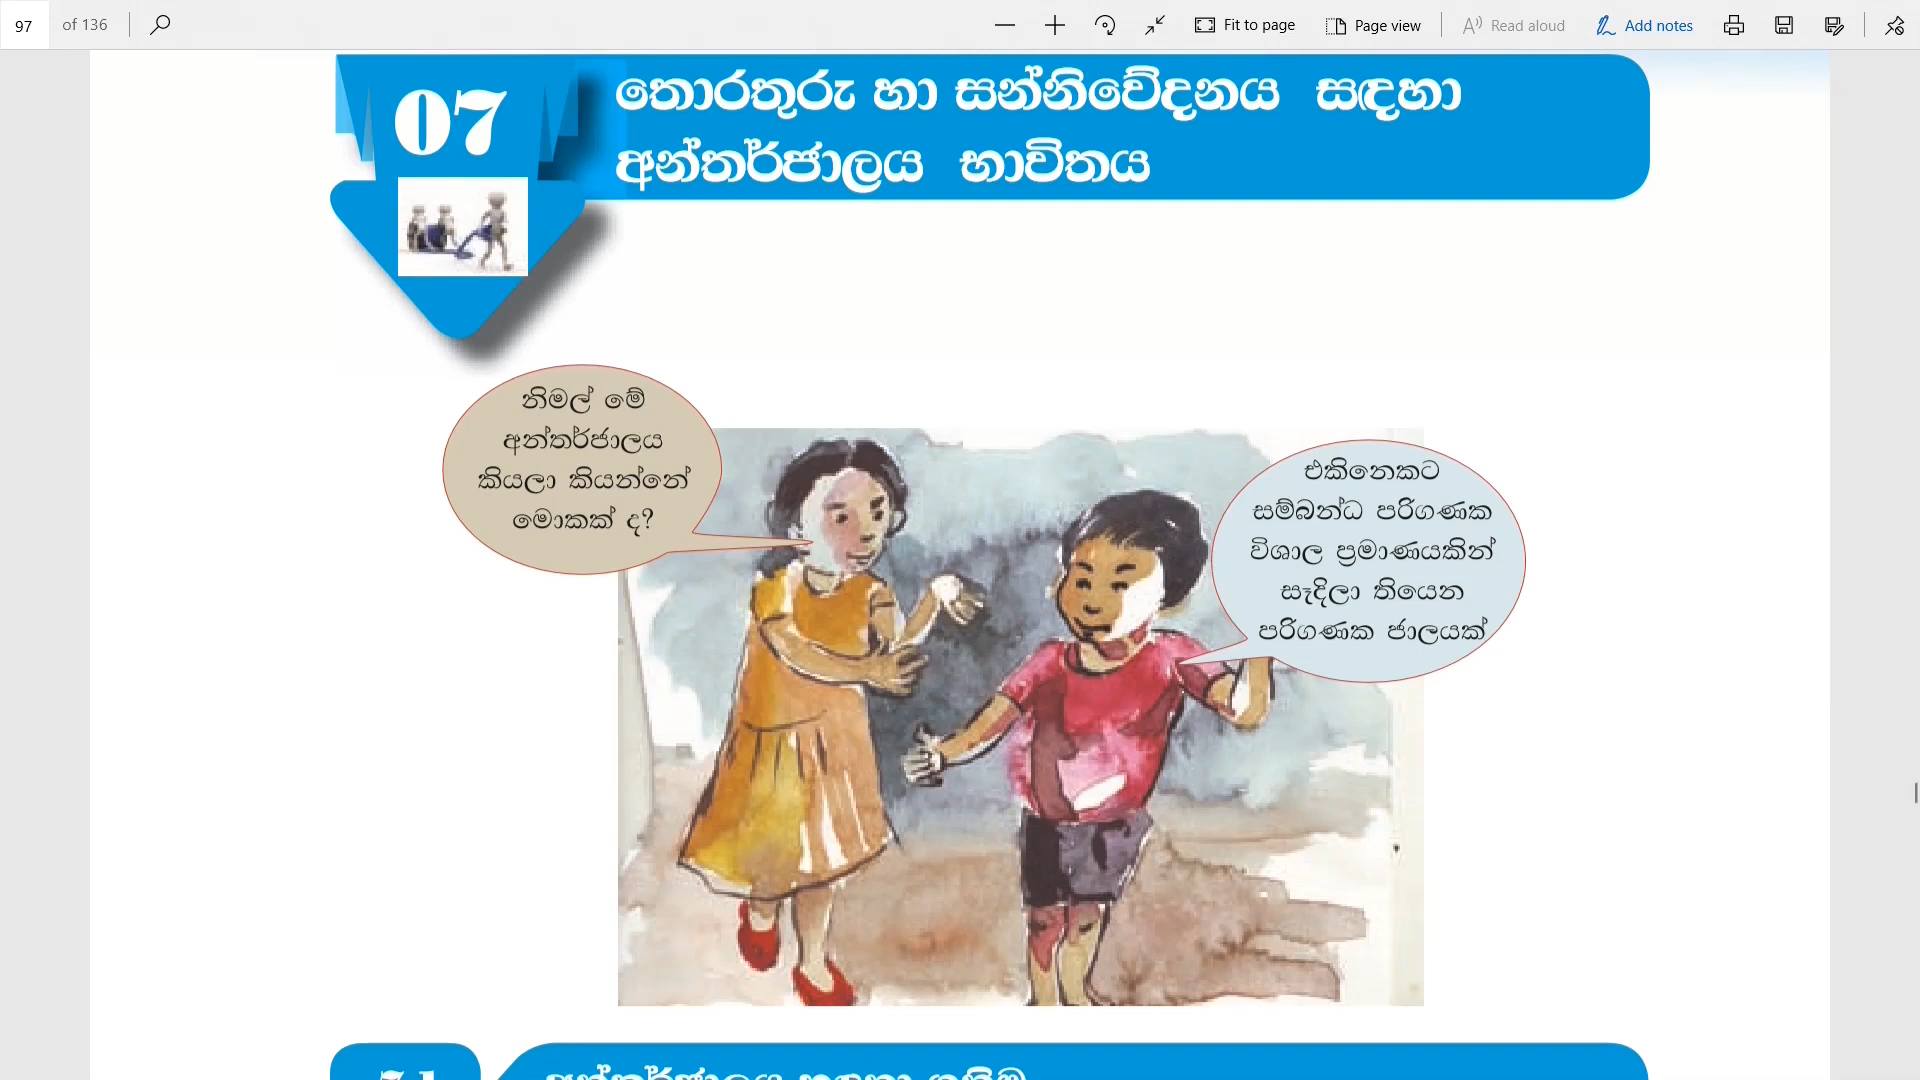 97 of 136
Fit to page
Page view
Read aloud
Add notes
07
තොරතුරු හා සන්නිවේදනය සඳහා
අන්තර්ජාලය භාවිතය
නිමල් මේ
අන්තර්ජාලය
කියලා කියන්නේ
මොකක් ද?
එකිනෙකට
සම්බන්ධ පරිගණක
විශාල ප්‍රමාණයකින්
සෑදිලා තියෙන
පරිගණක ජාලයක්